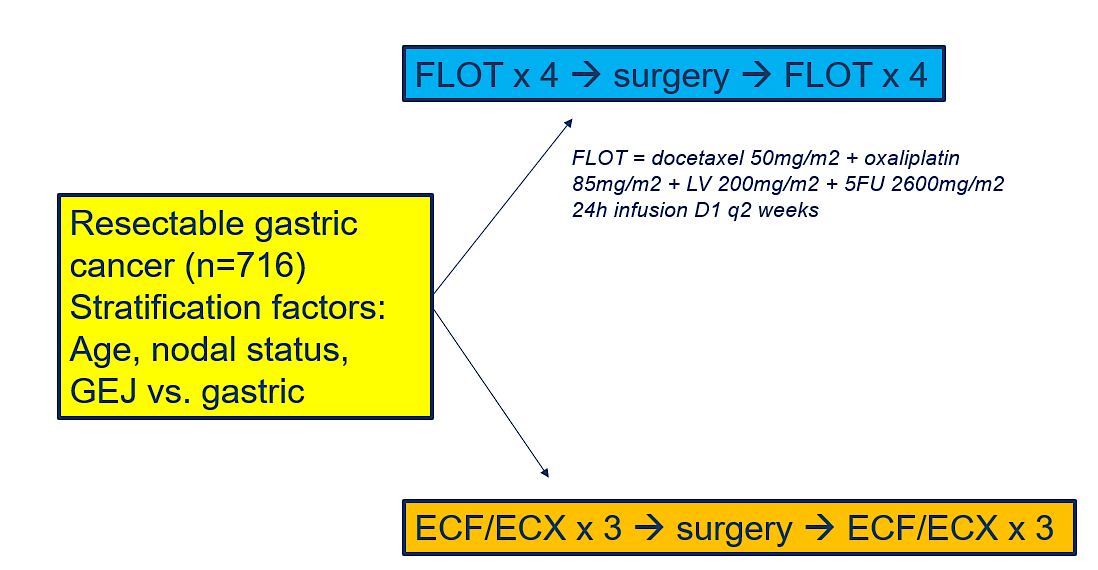 FLOT x 4 → surgery → FLOT x 4
FLOT = docetaxel 50mg/m2 + oxaliplatin
85mg/m2 + LV 200mg/m2 + 5FU 2600mg/m2
24h infusion D1 q2 weeks
Resectable gastric
cancer (n=716)
Stratification factors:
Age, nodal status,
GEJ vs. gastric
ECF/ECX x 3 → surgery → ECF/ECX x 3